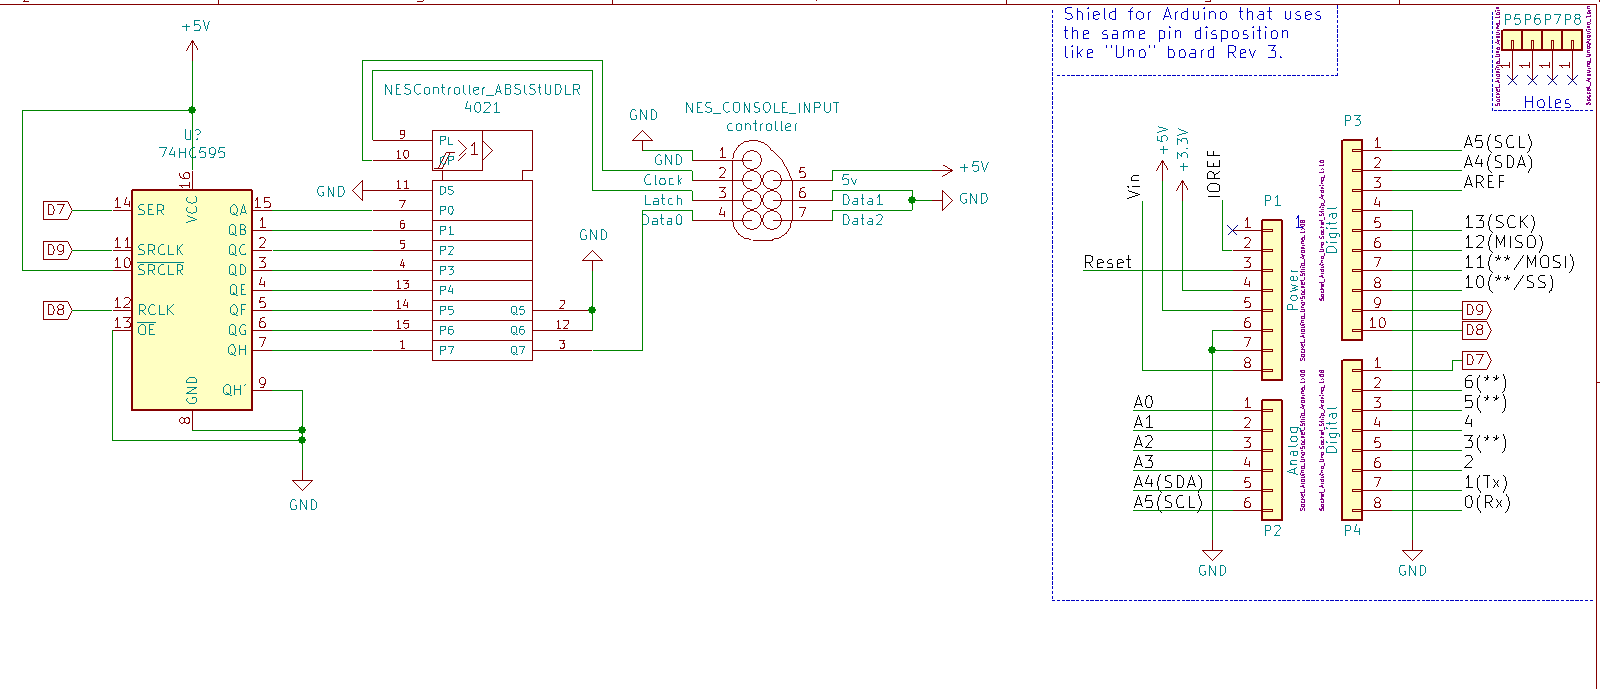 +5V
U?
74HC595
16
VCC
D7
14
SER
QA
15
QB
1
D9
11
SRCLK
QC
2
10
SRCLR
QD
3
QE
4
D8
12
RCLK
QF
5
13
OE
QG
6
QH
7
GND
QH'
9
8
GND
NESController_ABSlStUDLR
4021
9
PL
10
CP
1
GND
11
DS
7
P0
6
P1
5
P2
4
P3
13
P4
14
P5
Q5
2
15
P6
Q6
12
1
P7
Q7
3
GND
NES_CONSOLE_INPUT
controller
GND
GND
1
Clock
2
Latch
3
Data0
4
5
5v
6
Data1
7
Data2
+5V
GND
Shield for Arduino that uses
the same pin disposition
like "Uno" board Rev 3.
P5P6P7P8
1
1
1
1
Holes
Vin
+5V
+3.3V
IOREF
Reset
P1
1
1
2
3
4
5
6
7
8
Power
A0
1
A1
2
A2
3
A3
4
A4(SDA)
5
A5(SCL)
6
Analog
P2
GND
P3
Digital
1
A5(SCL)
2
A4(SDA)
3
AREF
4
5
13(SCK)
6
12(MISO)
7
11(**/MOSI)
8
10(**/SS)
9
D9
10
D8
Digital
1
D7
2
6(**)
3
5(**)
4
4
5
3(**)
6
2
7
1(Tx)
8
0(Rx)
P4
GND